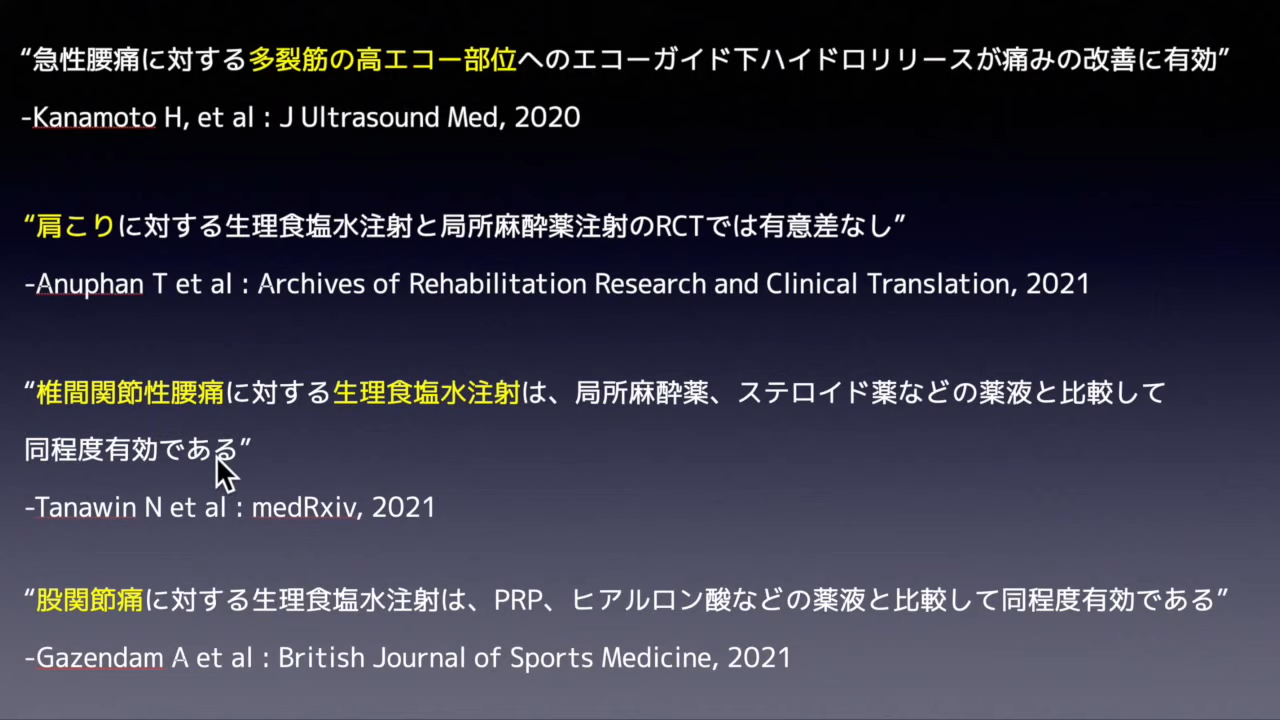 “急性腰痛に対する多裂筋の高エコー部位へのエコーガイド下ハイドロリリースが痛みの改善に有効”
-Kanamoto H, et al : J Ultrasound Med, 2020
“肩こりに対する生理食塩水注射と局所麻酔薬注射のRCTでは有意差なし”
-Anuphan T et al : Archives of Rehabilitation Research and Clinical Translation, 2021
“椎間関節性腰痛に対する生理食塩水注射は、局所麻酔薬、ステロイド薬などの薬液と比較して
同程度有効である”
-Tanawin N et al : medRxiv, 2021
“股関節痛に対する生理食塩水注射は、PRP、ヒアルロン酸などの薬液と比較して同程度有効である”
-Gazendam A et al : British Journal of Sports Medicine, 2021